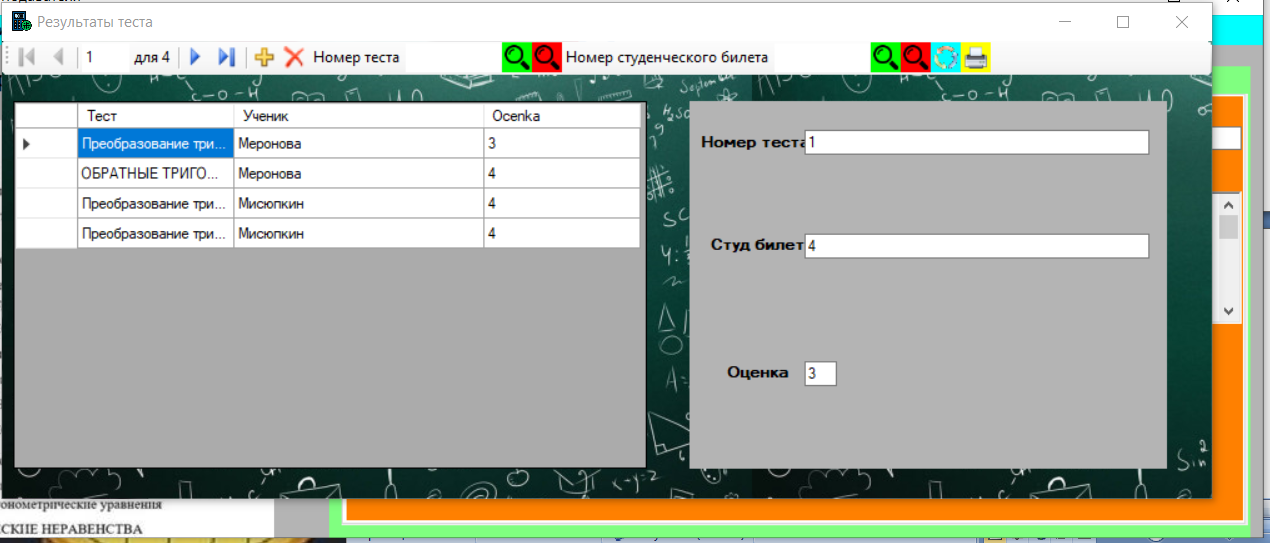 Результаты теста
1 для 4 Номер теста Номер студенческого билета
Тест Ученик Ocenka
Преобразование три... Меронова 3
ОБРАТНЫЕ ТРИГО... Меронова 4
Преобразование три... Мисюпкин 4
Преобразование три... Мисюпкин 4
Номер теста 1
Студ билет 4
Оценка 3
онометрические уравнения
СКИЕ НЕРАВЕНСТВА